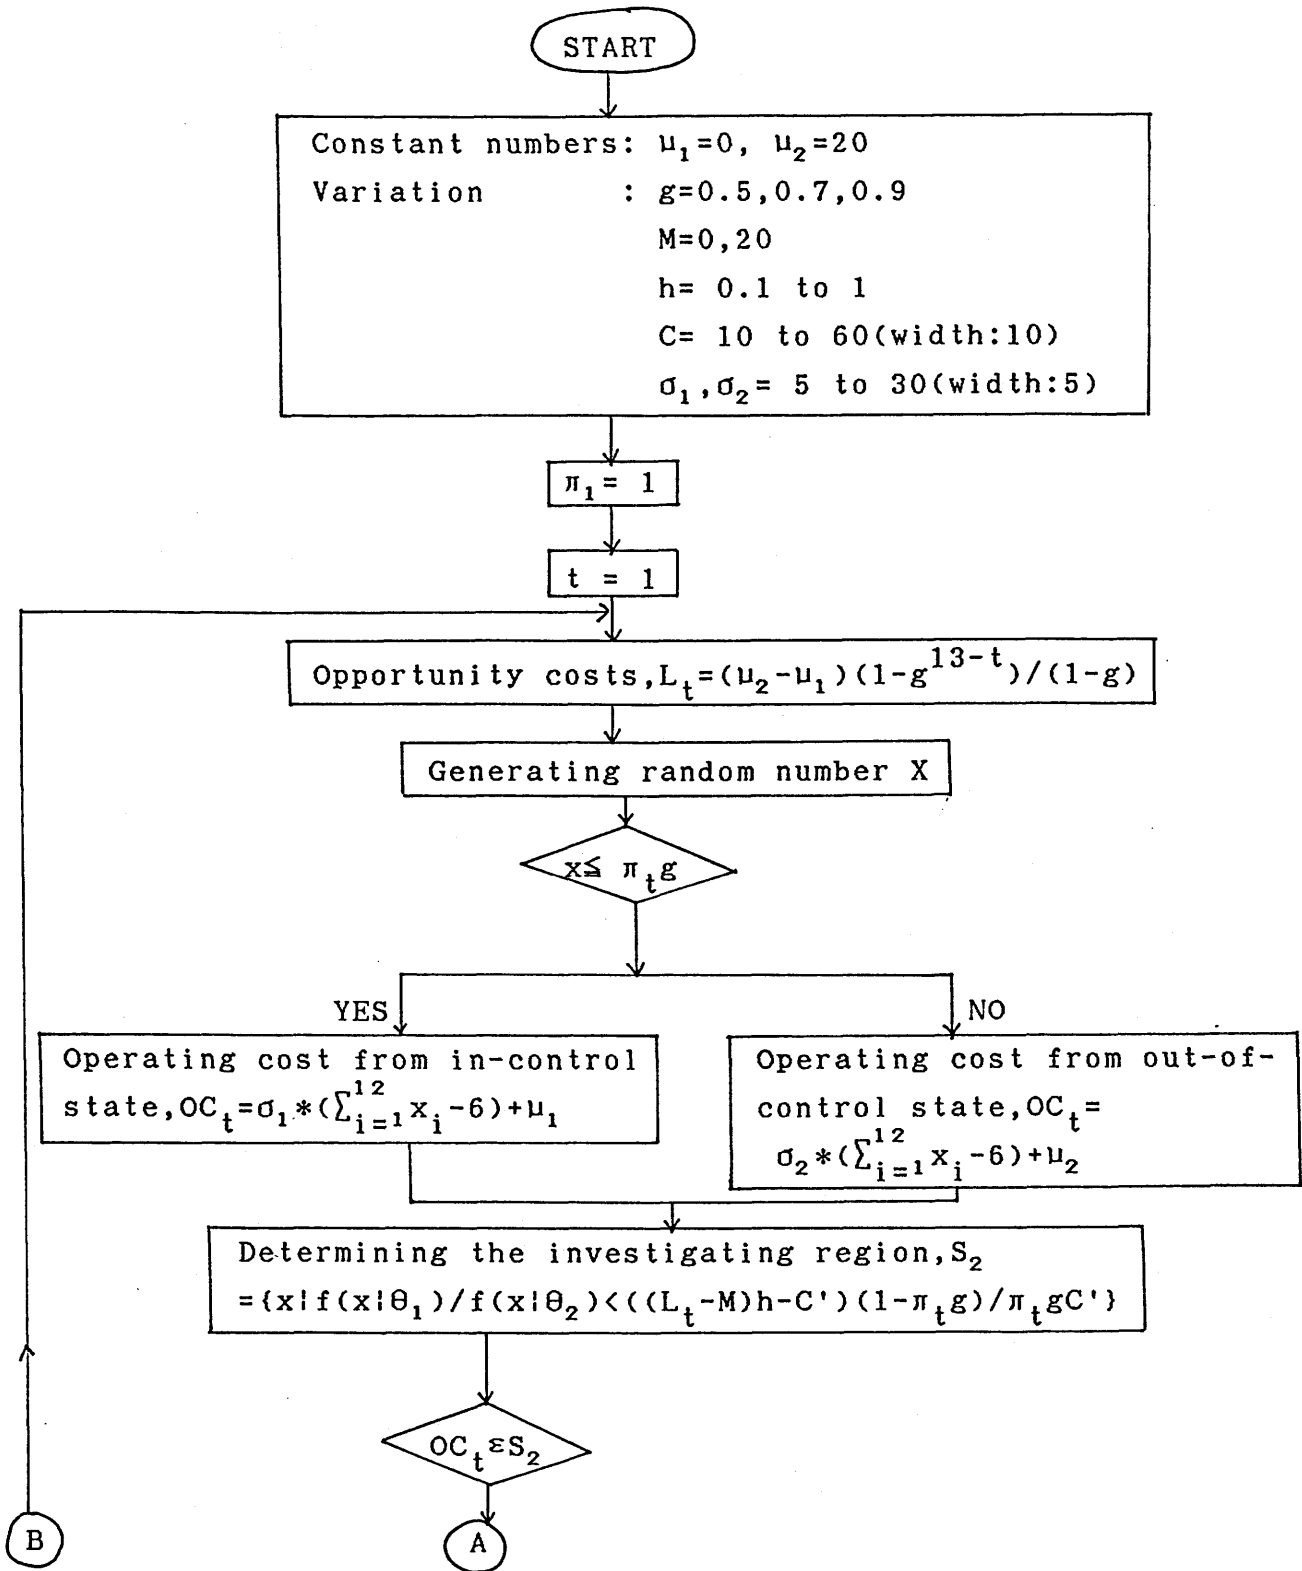 START
Constant numbers: μ₁=0, μ₂=20
Variation : g=0.5,0.7,0.9
M=0,20
h= 0.1 to 1
C= 10 to 60(width:10)
σ₁,σ₂= 5 to 30(width:5)
π₁= 1
t = 1
Opportunity costs,Lₜ=(μ₂-μ₁)(1-g¹³⁻ᵗ)/(1-g)
Generating random number X
x≦ πₜg
YES
NO
Operating cost from in-control
state,OCₜ=σ₁*(∑¹²ᵢ₌₁xᵢ-6)+μ₁
Operating cost from out-of-
control state,OCₜ=
σ₂*(∑¹²ᵢ₌₁xᵢ-6)+μ₂
Determining the investigating region,S₂
={x¦f(x¦θ₁)/f(x¦θ₂)<((Lₜ-M)h-C')(1-πₜg)/πₜgC'}
OCₜεS₂
B
A